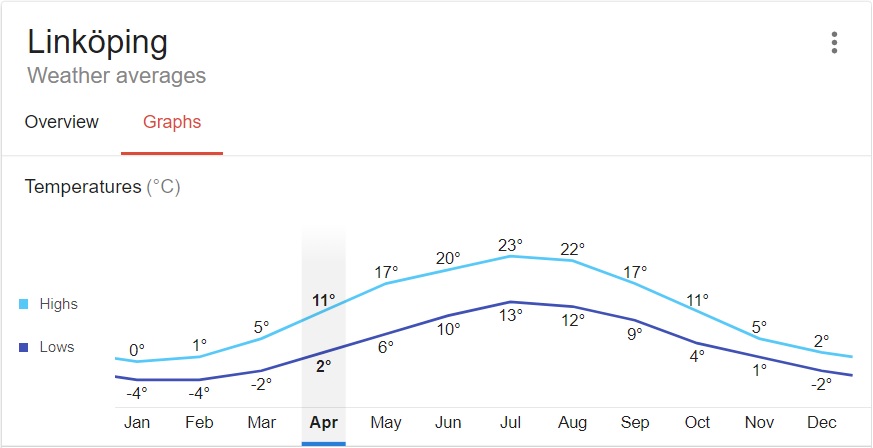 Linköping
Weather averages
Overview Graphs
Temperatures (°C)
23°
22°
20°
17° 17°
11° 11°
Highs
13°
12°
10°
9°
5° 5°
2°
1°
0°
Lows
6°
4°
2°
1°
-2° -2°
-4° -4°
Jan Feb Mar Apr May Jun Jul Aug Sep Oct Nov Dec